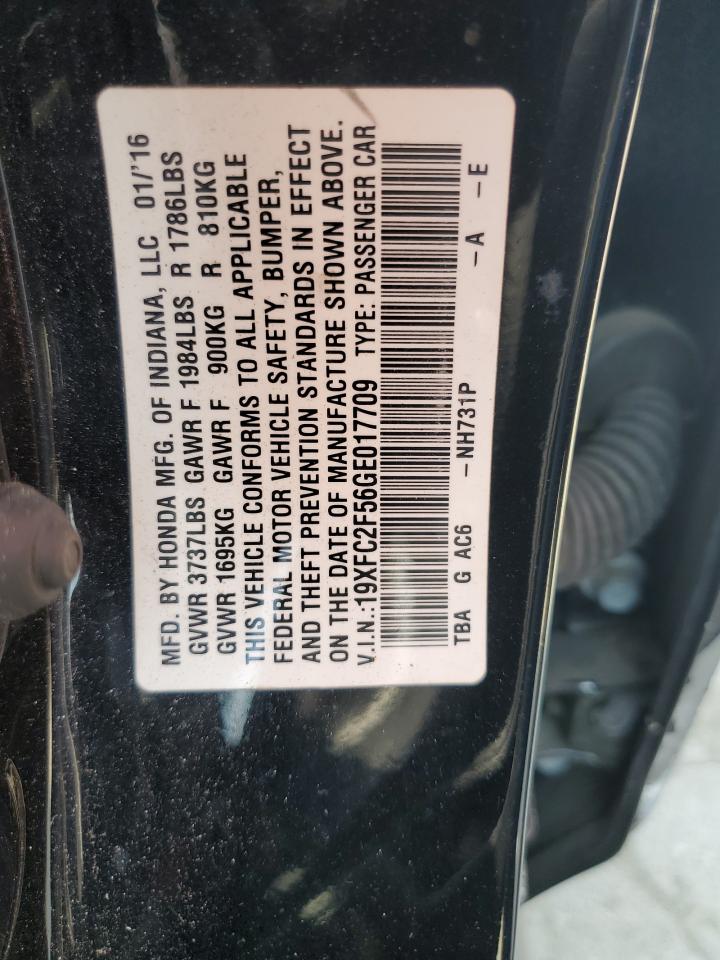 MFD. BY HONDA MFG. OF INDIANA, LLC 01/'16
GVWR 3737LBS GAWR F 1984LBS R 1786LBS
GVWR 1695KG GAWR F 900KG R 810KG
THIS VEHICLE CONFORMS TO ALL APPLICABLE
FEDERAL MOTOR VEHICLE SAFETY, BUMPER,
AND THEFT PREVENTION STANDARDS IN EFFECT
ON THE DATE OF MANUFACTURE SHOWN ABOVE.
V.I.N.:19XFC2F56GE017709 TYPE: PASSENGER CAR
TBA G AC6 -NH731P -A -E